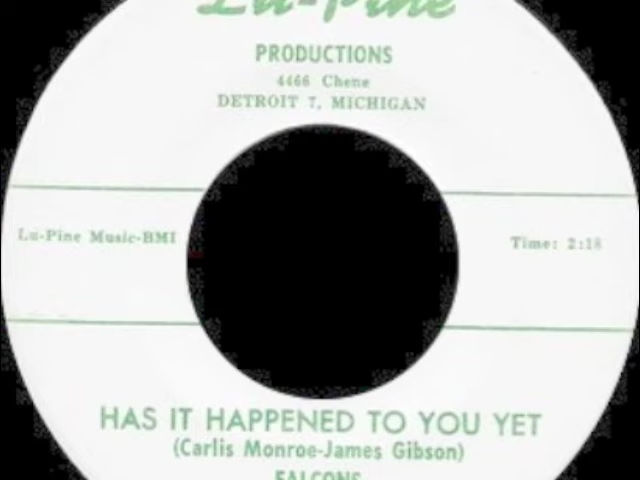 Lu-Pine
PRODUCTIONS
4466 Chene
DETROIT 7, MICHIGAN
Lu-Pine Music-BMI
Time: 2:18
HAS IT HAPPENED TO YOU YET
(Carlis Monroe-James Gibson)
FALCONS